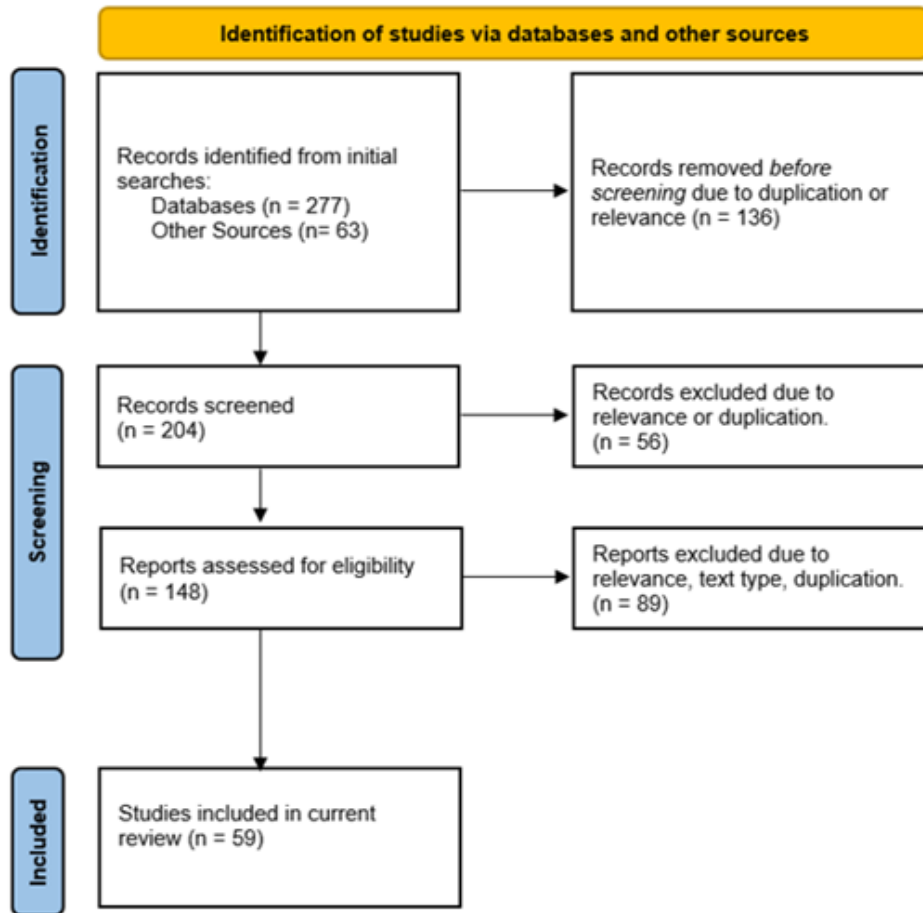 Identification of studies via databases and other sources
Identification
Records identified from initial
searches:
Databases (n = 277)
Other Sources (n= 63)
Records removed before
screening due to duplication or
relevance (n = 136)
Screening
Records screened
(n = 204)
Records excluded due to
relevance or duplication.
(n = 56)
Reports assessed for eligibility
(n = 148)
Reports excluded due to
relevance, text type, duplication.
(n = 89)
Included
Studies included in current
review (n = 59)